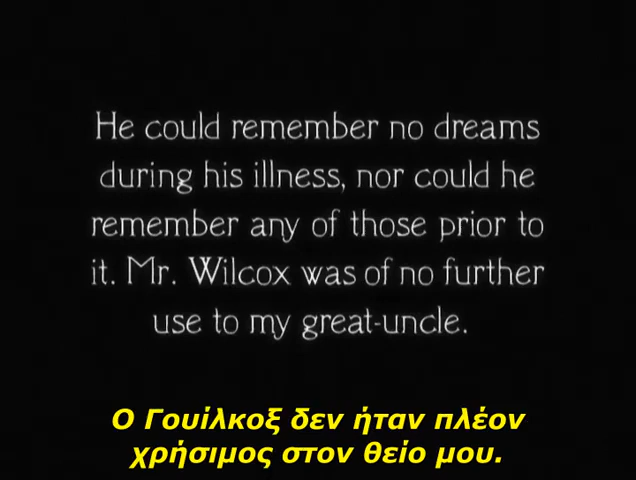 He could remember no dreams
during his illness, nor could he
remember any of those prior to
it. Mr. Wilcox was of no further
use to my great-uncle.
Ο Γουίλκοξ δεν ήταν πλέον
χρήσιμος στον θείο μου.